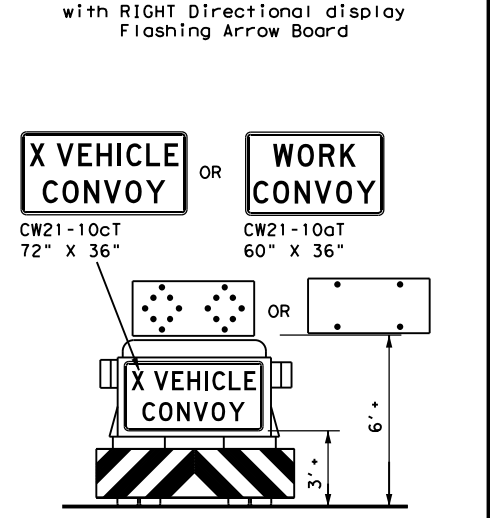 with RIGHT Directional display
Flashing Arrow Board
X VEHICLE
CONVOY
OR
WORK
CONVOY
CW21-10cT
72" X 36"
CW21-10aT
60" X 36"
OR
X VEHICLE
CONVOY
6' +
3' +